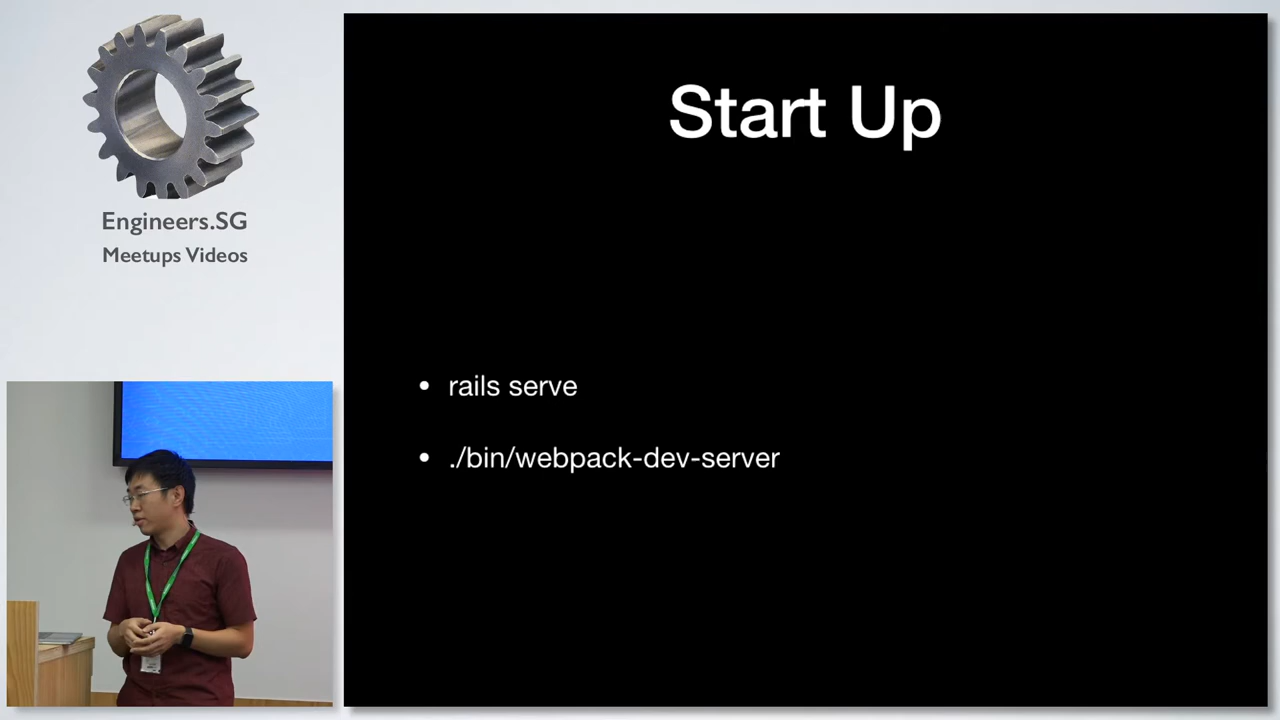 Engineers.SG
Meetups Videos
Start Up
• rails serve
• ./bin/webpack-dev-server